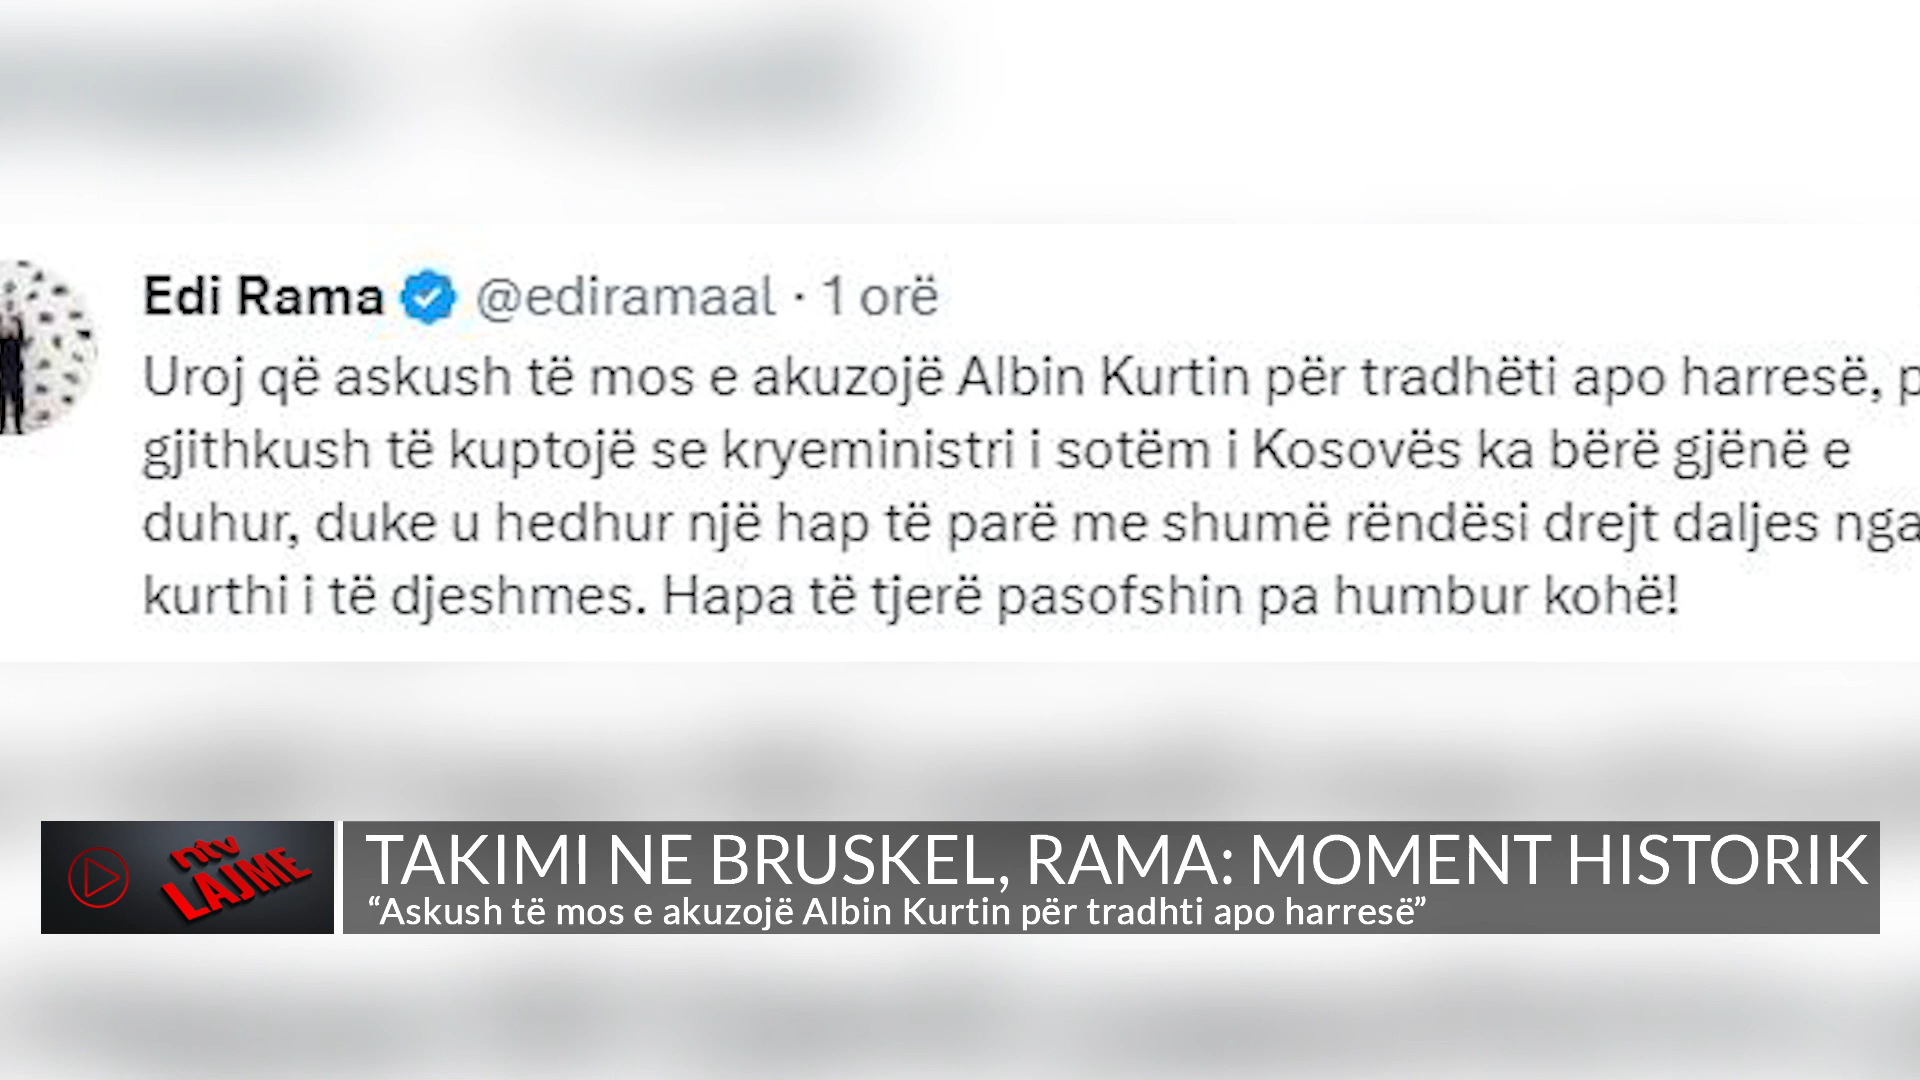 Edi Rama @ediramaal · 1 orë
Uroj që askush të mos e akuzojë Albin Kurtin për tradhëti apo harresë,
gjithkush të kuptojë se kryeministri i sotëm i Kosovës ka bërë gjënë e
duhur, duke u hedhur një hap të parë me shumë rëndësi drejt daljes nga
kurthi i të djeshmes. Hapa të tjerë pasofshin pa humbur kohë!
ntv
LAJME
TAKIMI NE BRUSKEL, RAMA: MOMENT HISTORIK
“Askush të mos e akuzojë Albin Kurtin për tradhti apo harresë”